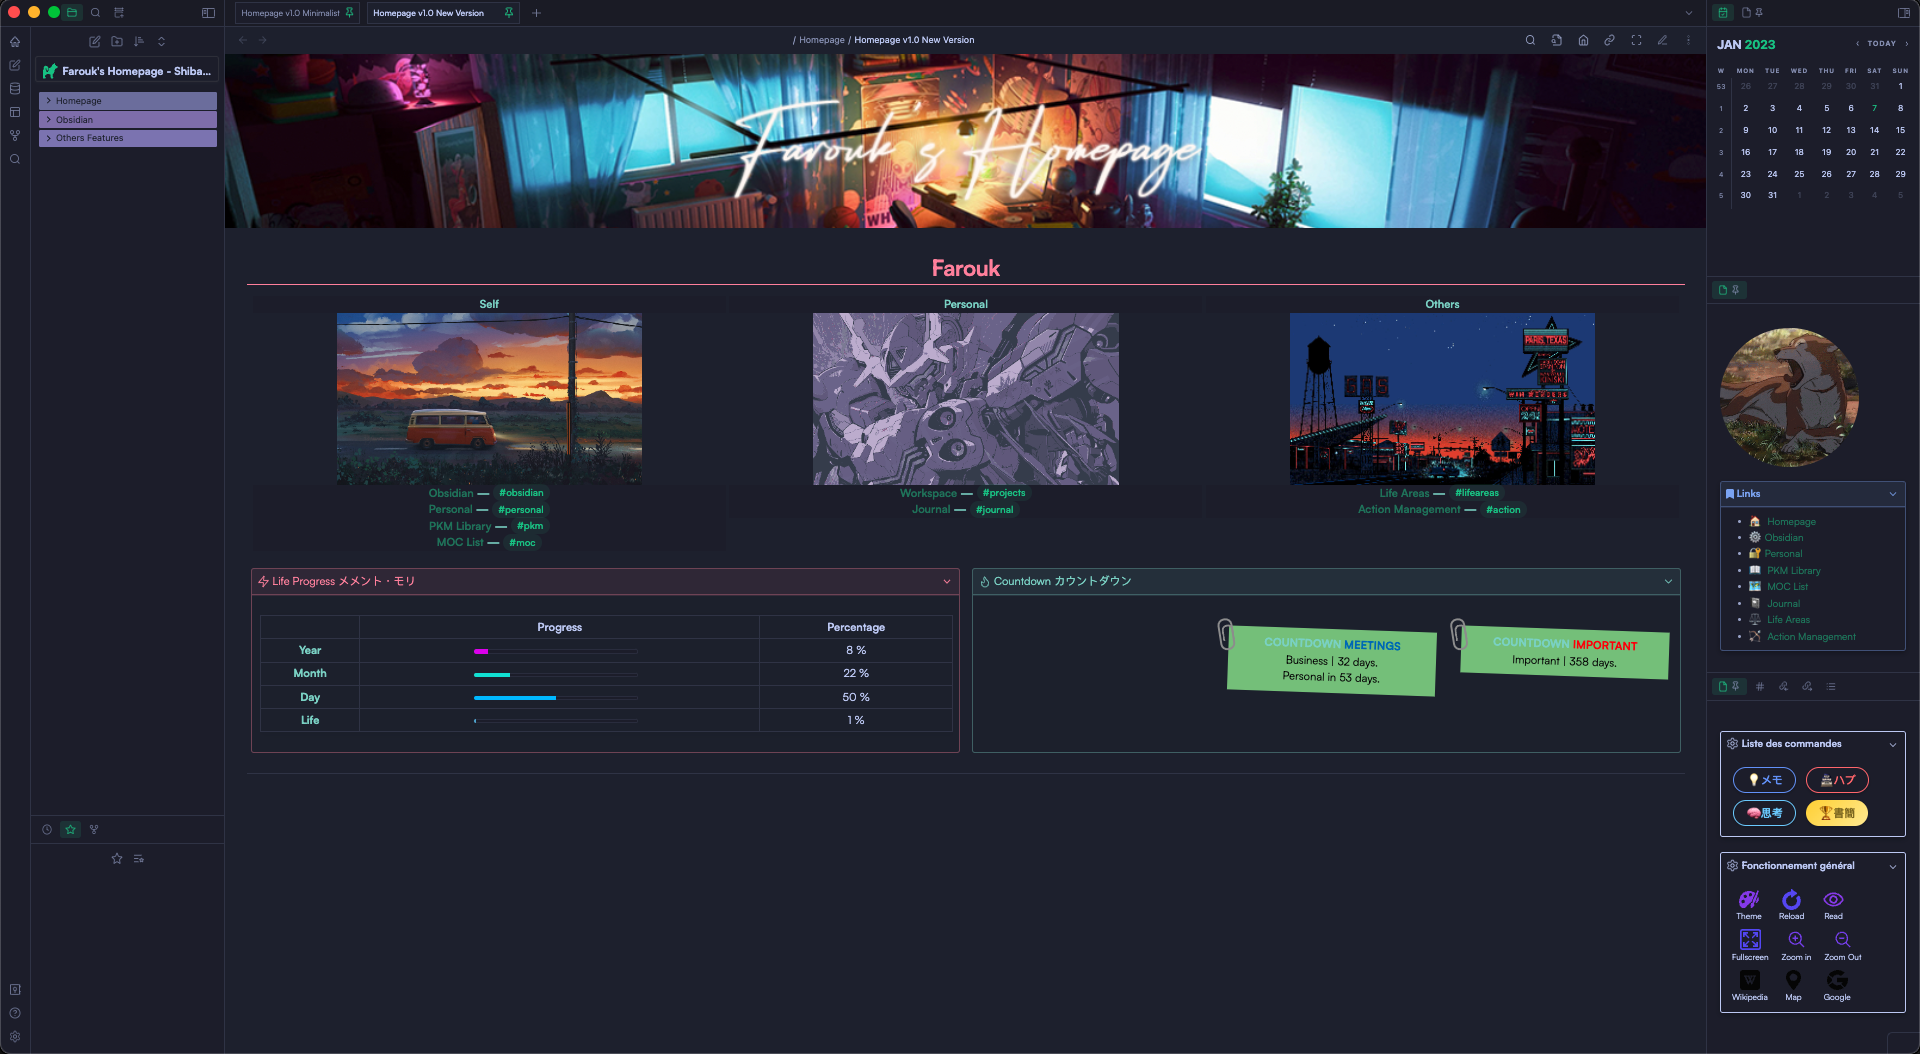 Homepage v1.0 Minimalist
Homepage v1.0 New Version
/ Homepage / Homepage v1.0 New Version
Farouk's Homepage - Shiba...
Homepage
Obsidian
Others Features
Farouk's Homepage
WH
Farouk
Self
Personal
Others
PARIS, TEXAS
Obsidian — #obsidian
Personal — #personal
PKM Library — #pkm
MOC List — #moc
Workspace — #projects
Journal — #journal
Life Areas — #lifeareas
Action Management — #action
Life Progress メメント・モリ
Progress
Percentage
Year
8 %
Month
22 %
Day
50 %
Life
1 %
Countdown カウントダウン
COUNTDOWN MEETINGS
Business | 32 days.
Personal in 53 days.
COUNTDOWN IMPORTANT
Important | 358 days.
JAN 2023
TODAY
W MON TUE WED THU FRI SAT SUN
53 26 27 28 29 30 31 1
1 2 3 4 5 6 7 8
2 9 10 11 12 13 14 15
3 16 17 18 19 20 21 22
4 23 24 25 26 27 28 29
5 30 31 1 2 3 4 5
Links
Homepage
Obsidian
Personal
PKM Library
MOC List
Journal
Life Areas
Action Management
Liste des commandes
メモ
ハブ
思考
書簡
Fonctionnement général
Theme
Reload
Read
Fullscreen
Zoom in
Zoom Out
Wikipedia
Map
Google